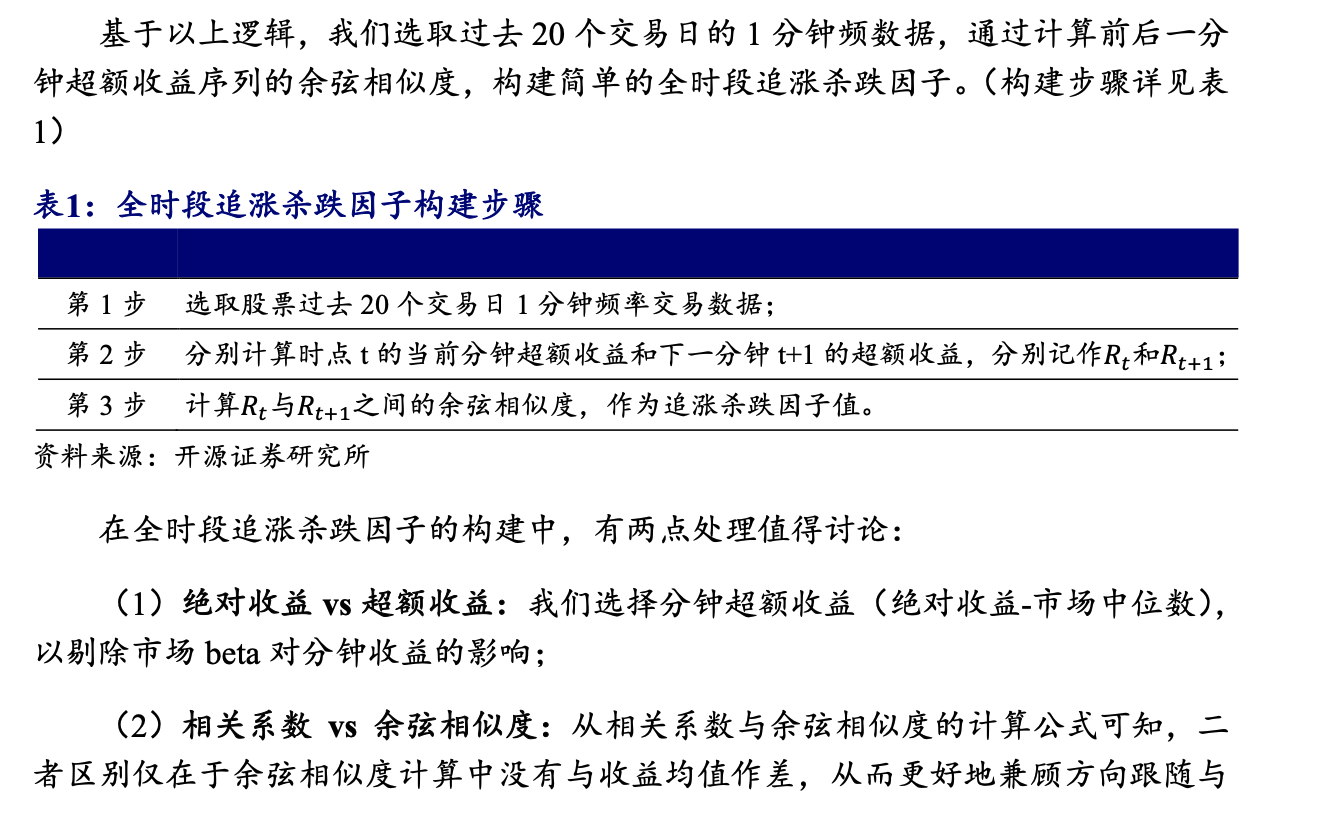 基于以上逻辑，我们选取过去 20 个交易日的 1 分钟频数据，通过计算前后一分
钟超额收益序列的余弦相似度，构建简单的全时段追涨杀跌因子。（构建步骤详见表
1）
表1：全时段追涨杀跌因子构建步骤
第 1 步 选取股票过去 20 个交易日 1 分钟频率交易数据；
第 2 步 分别计算时点 t 的当前分钟超额收益和下一分钟 t+1 的超额收益，分别记作R_t和R_{t+1}；
第 3 步 计算R_t与R_{t+1}之间的余弦相似度，作为追涨杀跌因子值。
资料来源：开源证券研究所
在全时段追涨杀跌因子的构建中，有两点处理值得讨论：
（1）绝对收益 vs 超额收益：我们选择分钟超额收益（绝对收益-市场中位数），
以剔除市场 beta 对分钟收益的影响；
（2）相关系数 vs 余弦相似度：从相关系数与余弦相似度的计算公式可知，二
者区别仅在于余弦相似度计算中没有与收益均值作差，从而更好地兼顾方向跟随与